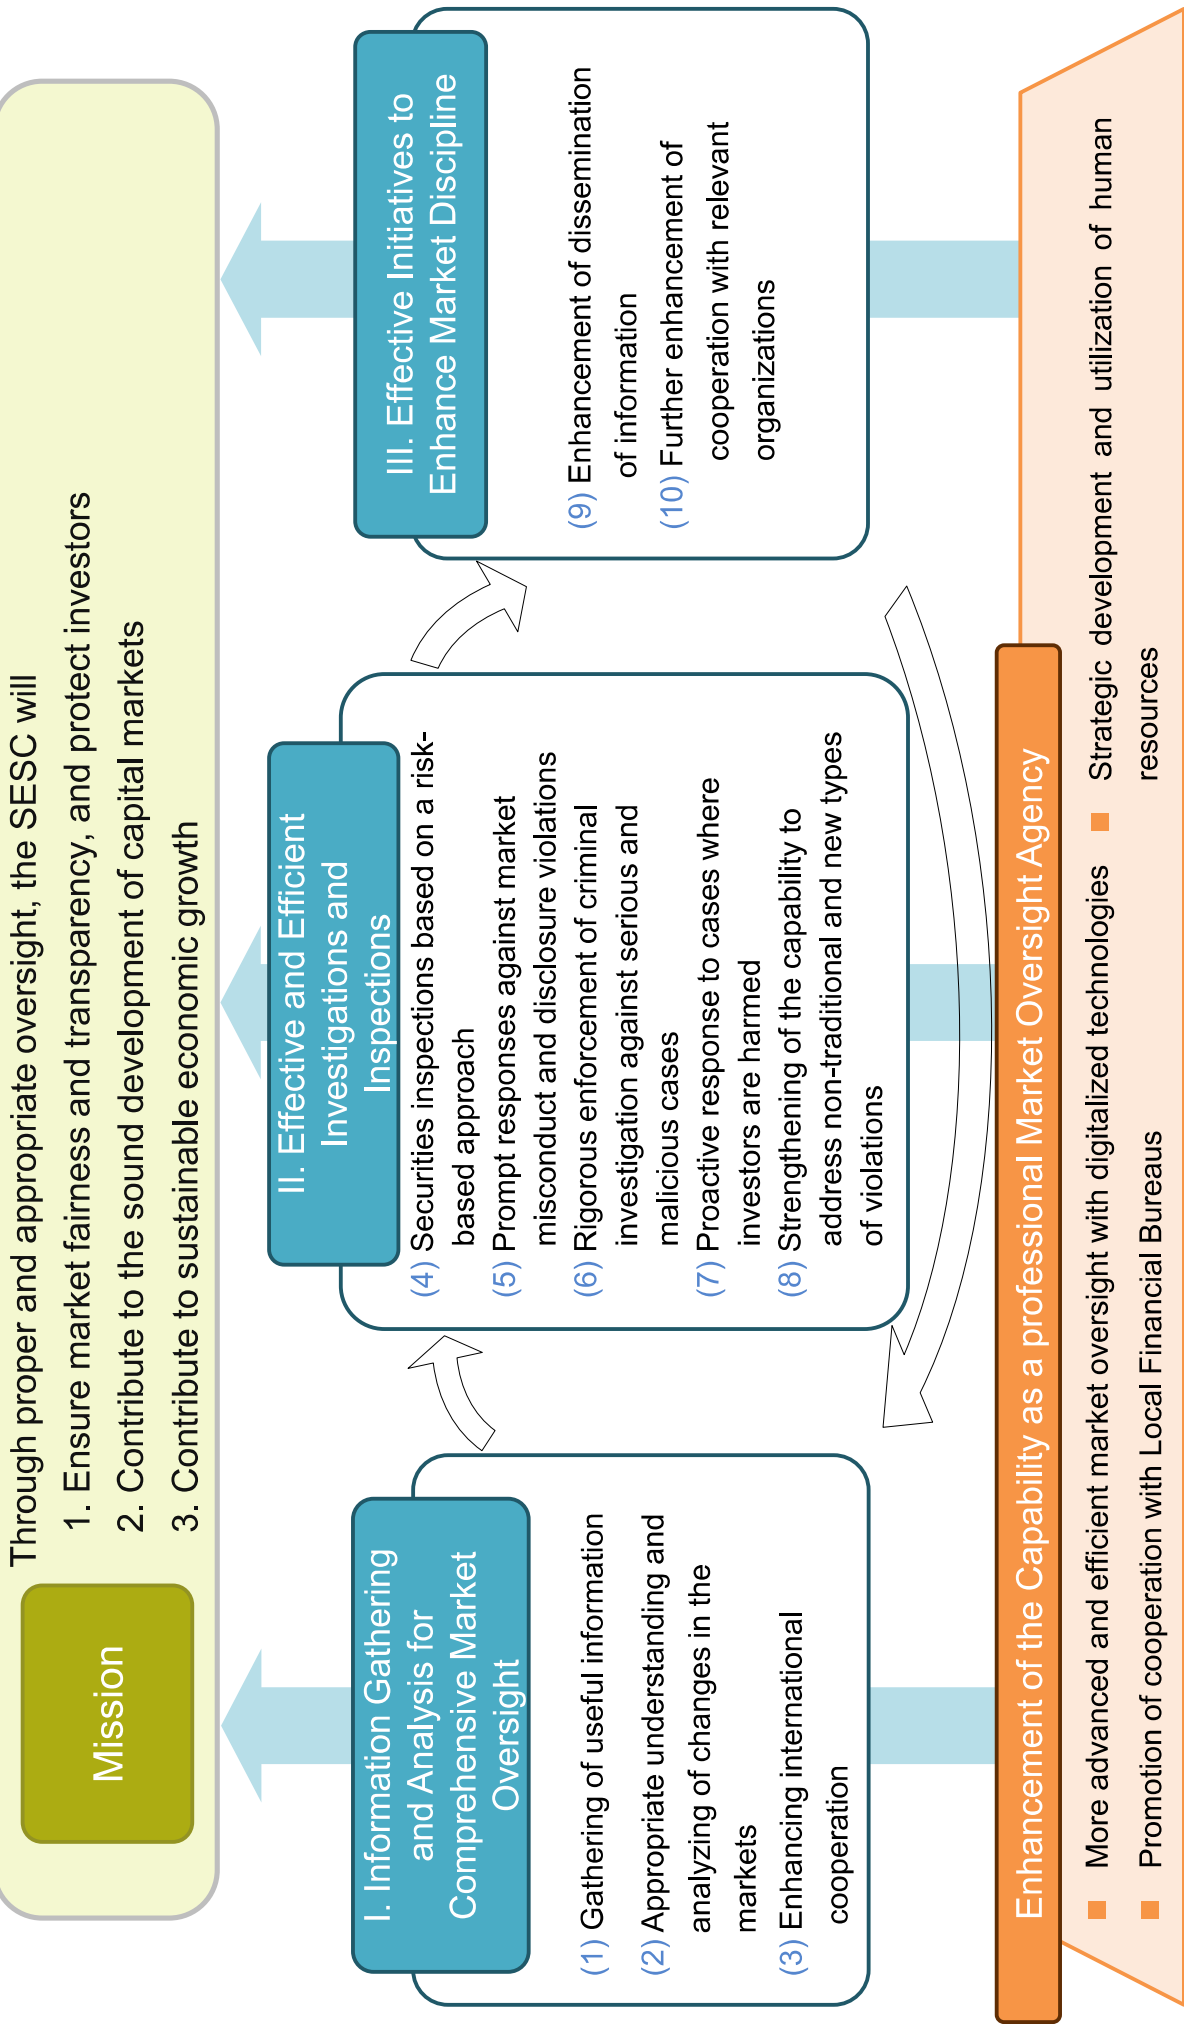 Mission
Through proper and appropriate oversight, the SESC will
1. Ensure market fairness and transparency, and protect investors
2. Contribute to the sound development of capital markets
3. Contribute to sustainable economic growth
I. Information Gathering
and Analysis for
Comprehensive Market
Oversight
(1) Gathering of useful information
(2) Appropriate understanding and
analyzing of changes in the
markets
(3) Enhancing international
cooperation
II. Effective and Efficient
Investigations and
Inspections
(4) Securities inspections based on a risk-
based approach
(5) Prompt responses against market
misconduct and disclosure violations
(6) Rigorous enforcement of criminal
investigation against serious and
malicious cases
(7) Proactive response to cases where
investors are harmed
(8) Strengthening of the capability to
address non-traditional and new types
of violations
III. Effective Initiatives to
Enhance Market Discipline
(9) Enhancement of dissemination
of information
(10) Further enhancement of
cooperation with relevant
organizations
Enhancement of the Capability as a professional Market Oversight Agency
More advanced and efficient market oversight with digitalized technologies
Promotion of cooperation with Local Financial Bureaus
Strategic development and utilization of human
resources